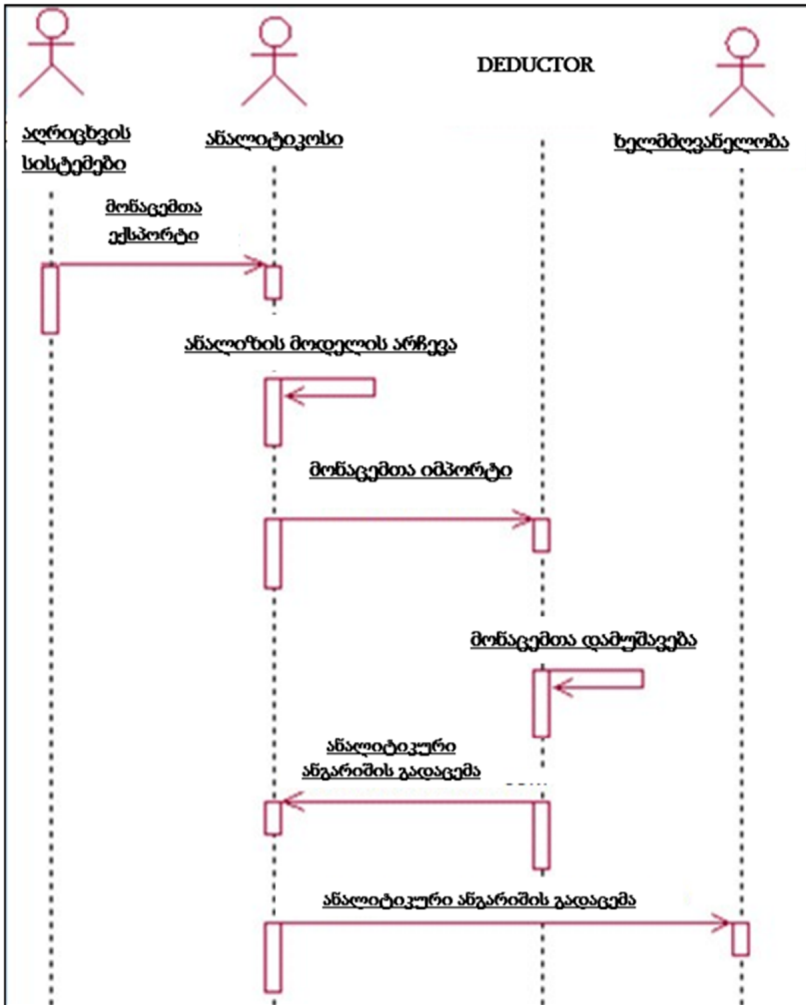 DEDUCTOR
აღრიცხვის
სისტემები
ანალიტიკოსი
ხელმძღვანელობა
მონაცემთა
ექსპორტი
ანალიზის მოდელის არჩევა
მონაცემთა იმპორტი
მონაცემთა დამუშავება
ანალიტიკური
ანგარიშის გადაცემა
ანალიტიკური ანგარიშის გადაცემა